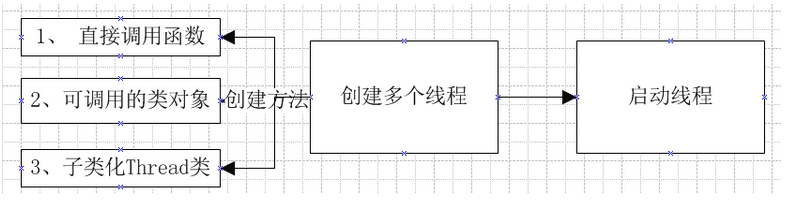 1、 直接调用函数
2、可调用的类对象
3、子类化Thread类
创建方法
创建多个线程
启动线程